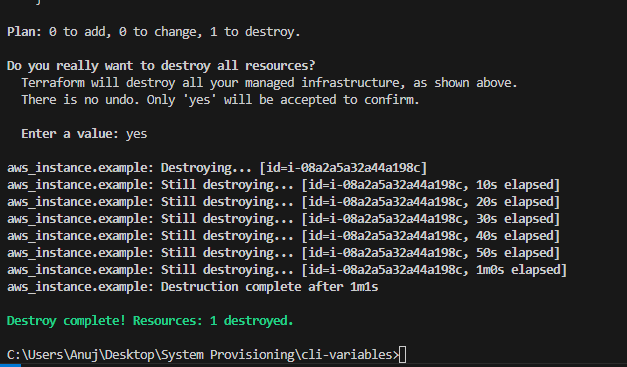 Plan: 0 to add, 0 to change, 1 to destroy.
Do you really want to destroy all resources?
Terraform will destroy all your managed infrastructure, as shown above.
There is no undo. Only 'yes' will be accepted to confirm.
Enter a value: yes
aws_instance.example: Destroying... [id=i-08a2a5a32a44a198c]
aws_instance.example: Still destroying... [id=i-08a2a5a32a44a198c, 10s elapsed]
aws_instance.example: Still destroying... [id=i-08a2a5a32a44a198c, 20s elapsed]
aws_instance.example: Still destroying... [id=i-08a2a5a32a44a198c, 30s elapsed]
aws_instance.example: Still destroying... [id=i-08a2a5a32a44a198c, 40s elapsed]
aws_instance.example: Still destroying... [id=i-08a2a5a32a44a198c, 50s elapsed]
aws_instance.example: Still destroying... [id=i-08a2a5a32a44a198c, 1m0s elapsed]
aws_instance.example: Destruction complete after 1m1s
Destroy complete! Resources: 1 destroyed.
C:\Users\Anuj\Desktop\System Provisioning\cli-variables>